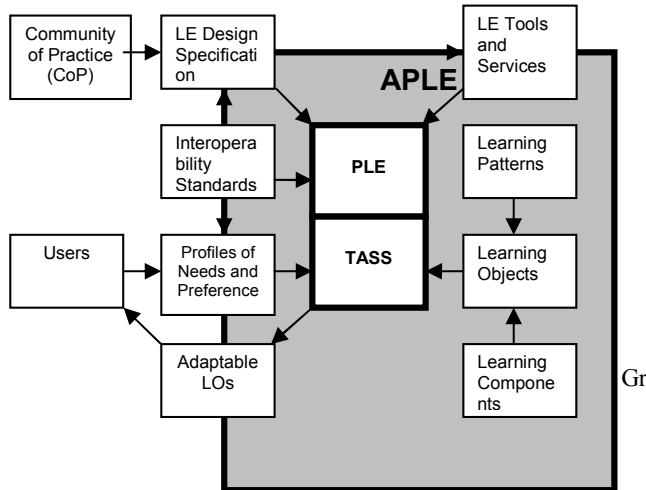 Community
of Practice
(CoP)
LE Design
Specificati
on
LE Tools
and
Services
APLE
Interopera
bility
Standards
PLE
Learning
Patterns
Users
Profiles of
Needs and
Preference
TASS
Learning
Objects
Adaptable
LOs
Learning
Compone
nts
Gr